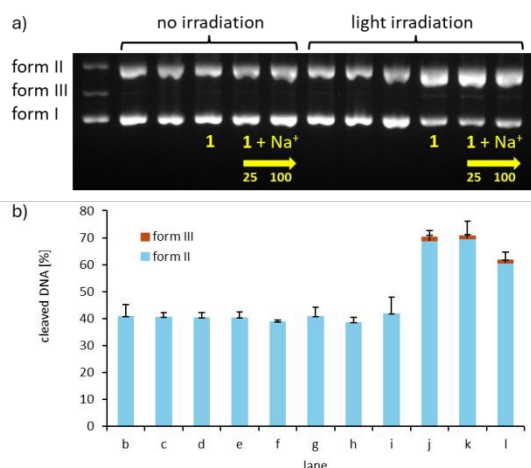 a)
no irradiation light irradiation
form II
form III
form I
1 1 + Na⁺ 1 1 + Na⁺
25 100 25 100
b)
80
70
60
50
40
30
20
10
0
cleaved DNA [%]
form III
form II
b c d e f g h i j k l
lane